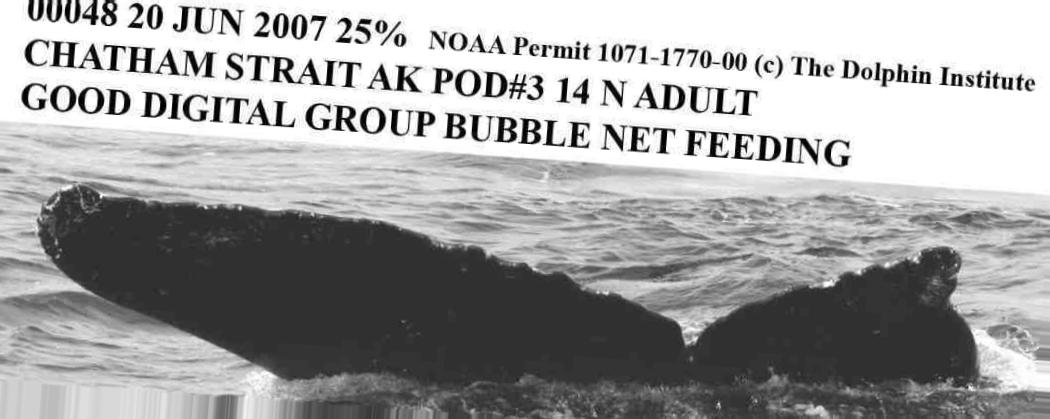 00048 20 JUN 2007 25% NOAA Permit 1071-1770-00 (c) The Dolphin Institute
CHATHAM STRAIT AK POD#3 14 N ADULT
GOOD DIGITAL GROUP BUBBLE NET FEEDING